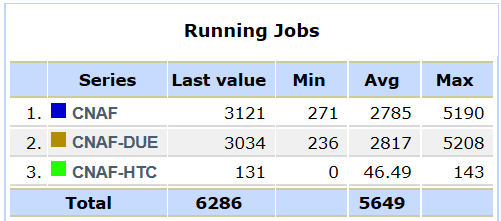 Running Jobs
Series Last value Min Avg Max
1. CNAF 3121 271 2785 5190
2. CNAF-DUE 3034 236 2817 5208
3. CNAF-HTC 131 0 46.49 143
Total 6286 5649